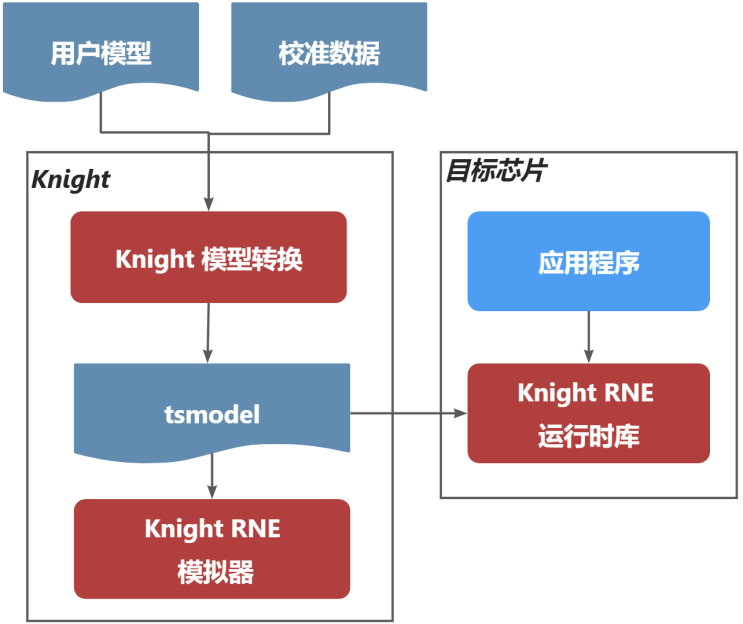 用户模型
校准数据
Knight
Knight 模型转换
tsmodel
Knight RNE
模拟器
目标芯片
应用程序
Knight RNE
运行时库